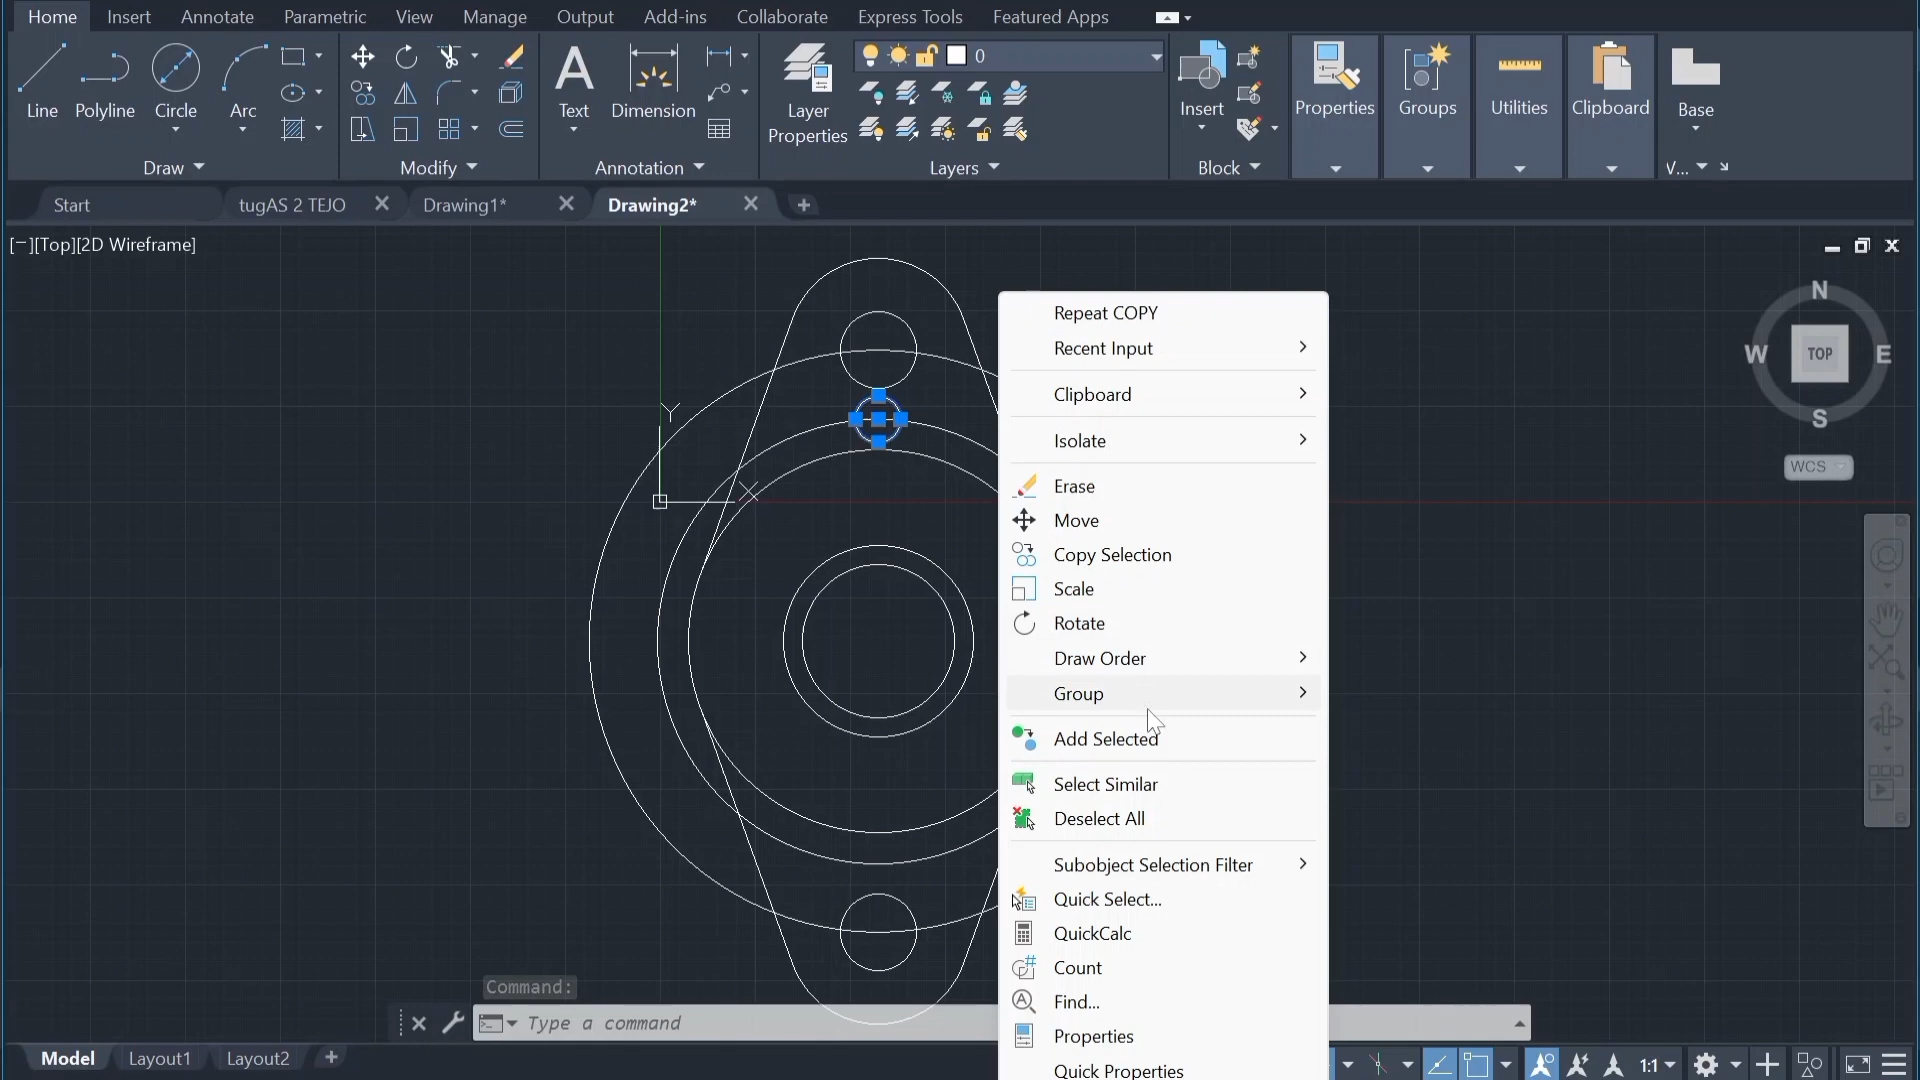 Home Insert Annotate Parametric View Manage Output Add-ins Collaborate Express Tools Featured Apps
0
Line Polyline Circle Arc Text Dimension Layer Properties Insert Properties Groups Utilities Clipboard Base
Draw Modify Annotation Layers Block V...
Start tugAS 2 TEJO Drawing1* Drawing2*
[−][Top][2D Wireframe]
N
W TOP E
S
WCS
Y
X
Repeat COPY
Recent Input
Clipboard
Isolate
Erase
Move
Copy Selection
Scale
Rotate
Draw Order
Group
Add Selected
Select Similar
Deselect All
Subobject Selection Filter
Quick Select...
QuickCalc
Count
Find...
Properties
Quick Properties
Command:
Type a command
Model Layout1 Layout2
1:1